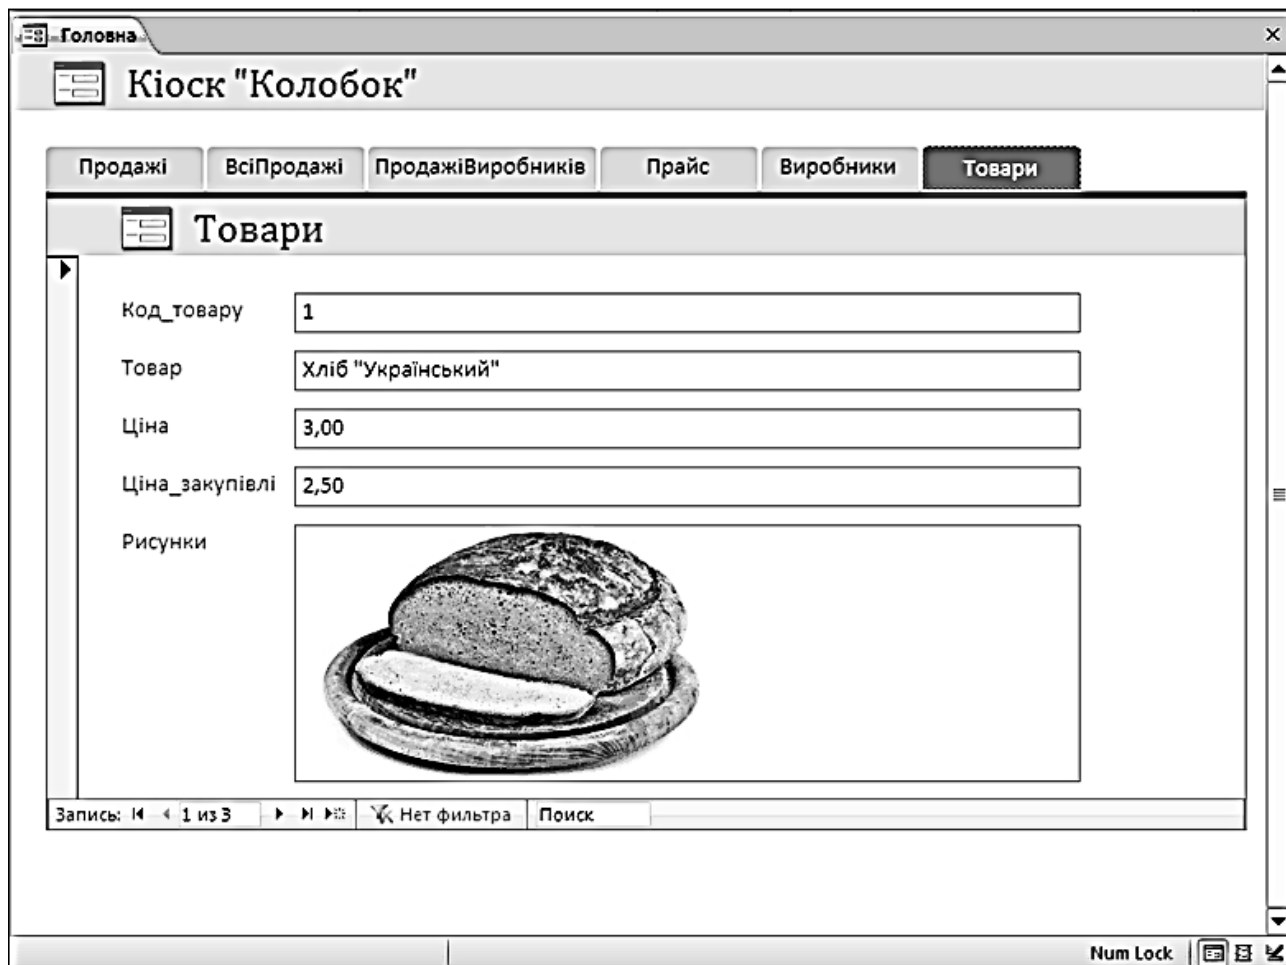 Головна
Кіоск "Колобок"
Продажі ВсіПродажі ПродажіВиробників Прайс Виробники Товари
Товари
Код_товару 1
Товар Хліб "Український"
Ціна 3,00
Ціна_закупівлі 2,50
Рисунки
Запись: 1 из 3 Нет фильтра Поиск
Num Lock